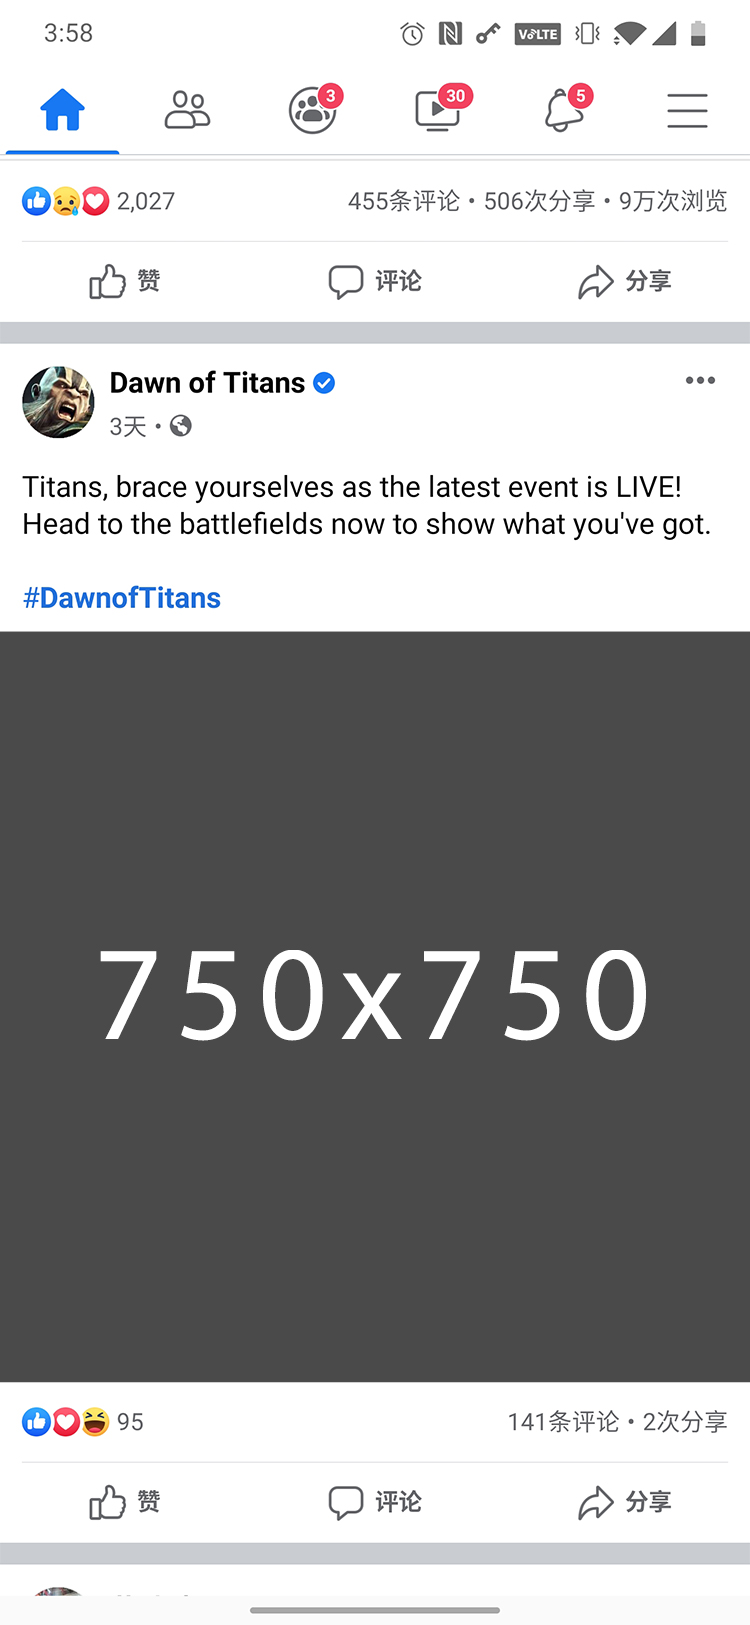 3:58
VoLTE
3
30
5
2,027
455条评论 • 506次分享 • 9万次浏览
赞
评论
分享
Dawn of Titans
3天 •
Titans, brace yourselves as the latest event is LIVE!
Head to the battlefields now to show what you've got.
#DawnofTitans
750x750
95
141条评论 • 2次分享
赞
评论
分享